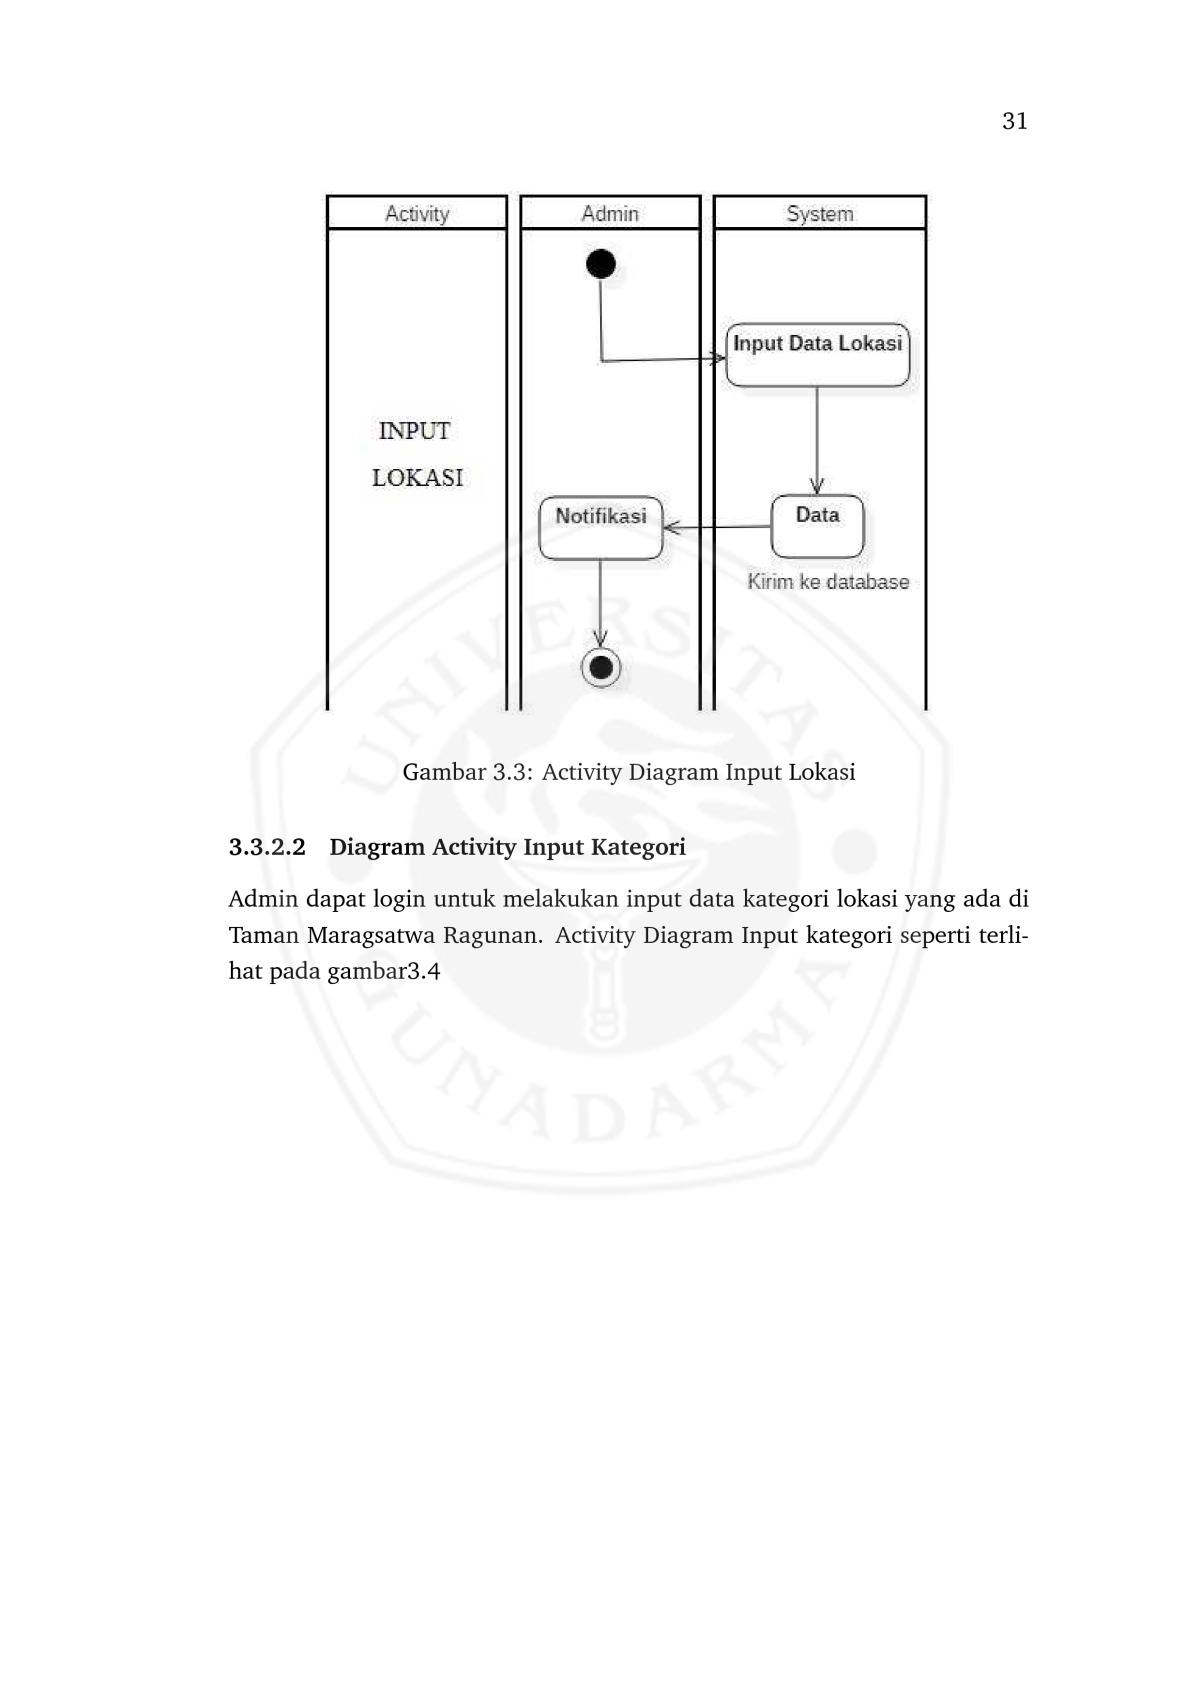 31
Activity
Admin
System
Input Data Lokasi
INPUT
LOKASI
Notifikasi
Data
Kirim ke database
UNIVERSITAS
Gambar 3.3: Activity Diagram Input Lokasi
3.3.2.2 Diagram Activity Input Kategori
Admin dapat login untuk melakukan input data kategori lokasi yang ada di
Taman Maragsatwa Ragunan. Activity Diagram Input kategori seperti terli-
hat pada gambar3.4
GUNADARMA